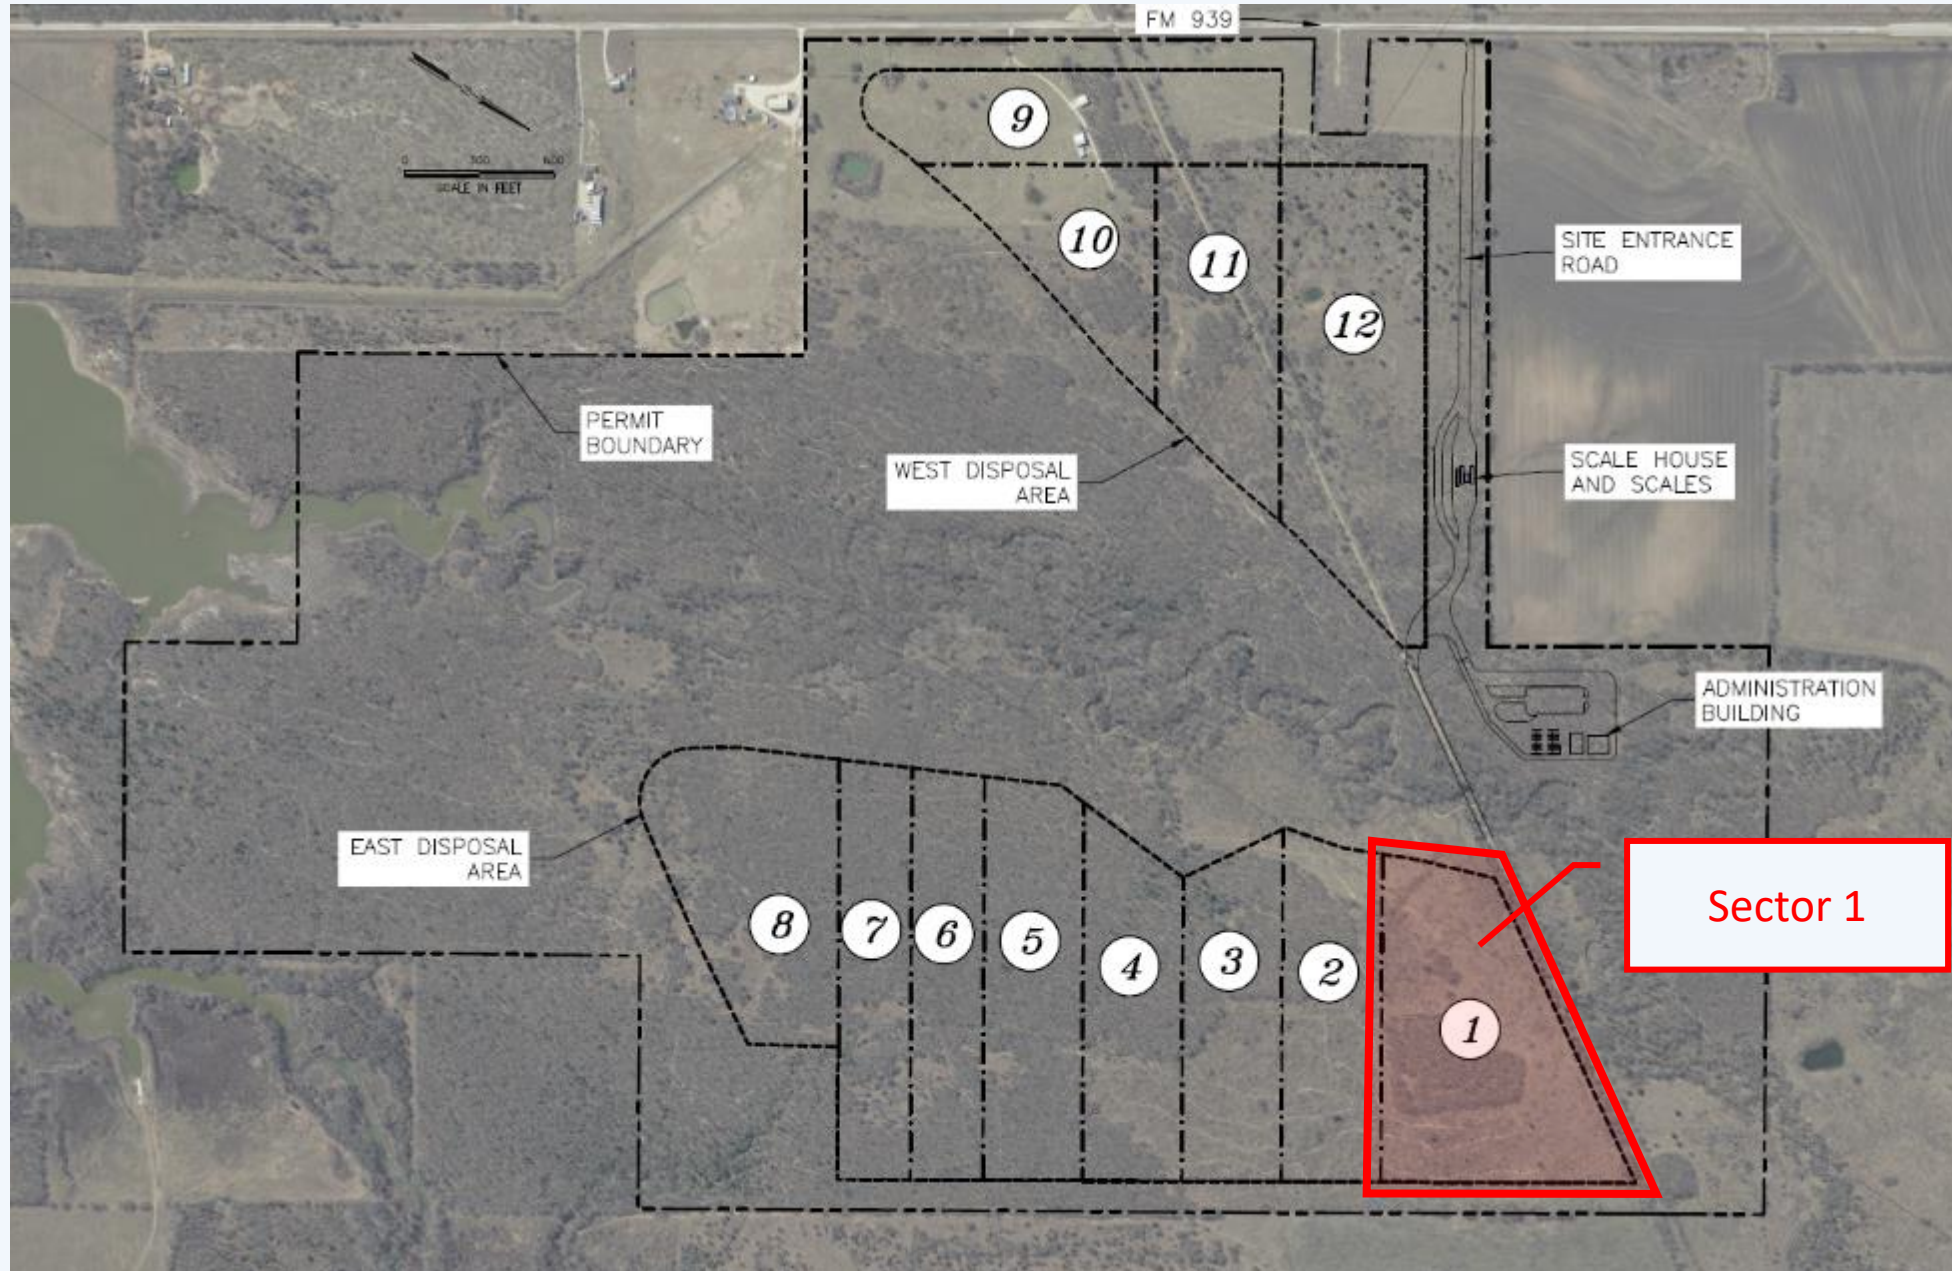 FM 939
0 300 600
SCALE IN FEET
9
10
11
12
SITE ENTRANCE
ROAD
PERMIT
BOUNDARY
WEST DISPOSAL
AREA
SCALE HOUSE
AND SCALES
ADMINISTRATION
BUILDING
EAST DISPOSAL
AREA
Sector 1
8
7
6
5
4
3
2
1